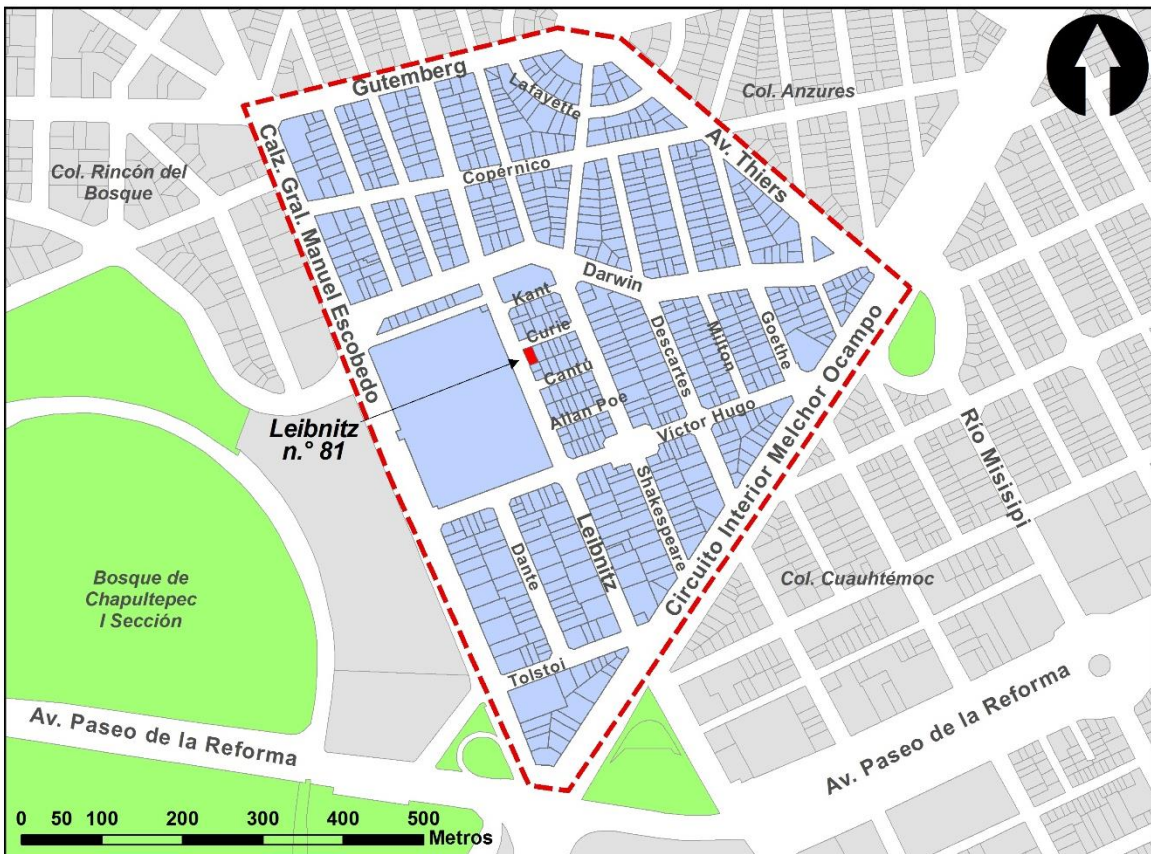 Gutemberg
Lafayette
Col. Anzures
Col. Rincón del
Bosque
Calz. Gral. Manuel Escobedo
Copérnico
Av. Thiers
Darwin
Kant
Curie
Cantú
Allan Poe
Descartes
Milton
Goethe
Victor Hugo
Leibnitz
n.° 81
Circuito Interior Melchor Ocampo
Río Misisipi
Shakespeare
Leibnitz
Dante
Tolstoi
Col. Cuauhtémoc
Bosque de
Chapultepec
I Sección
Av. Paseo de la Reforma
Av. Paseo de la Reforma
0 50 100 200 300 400 500
Metros